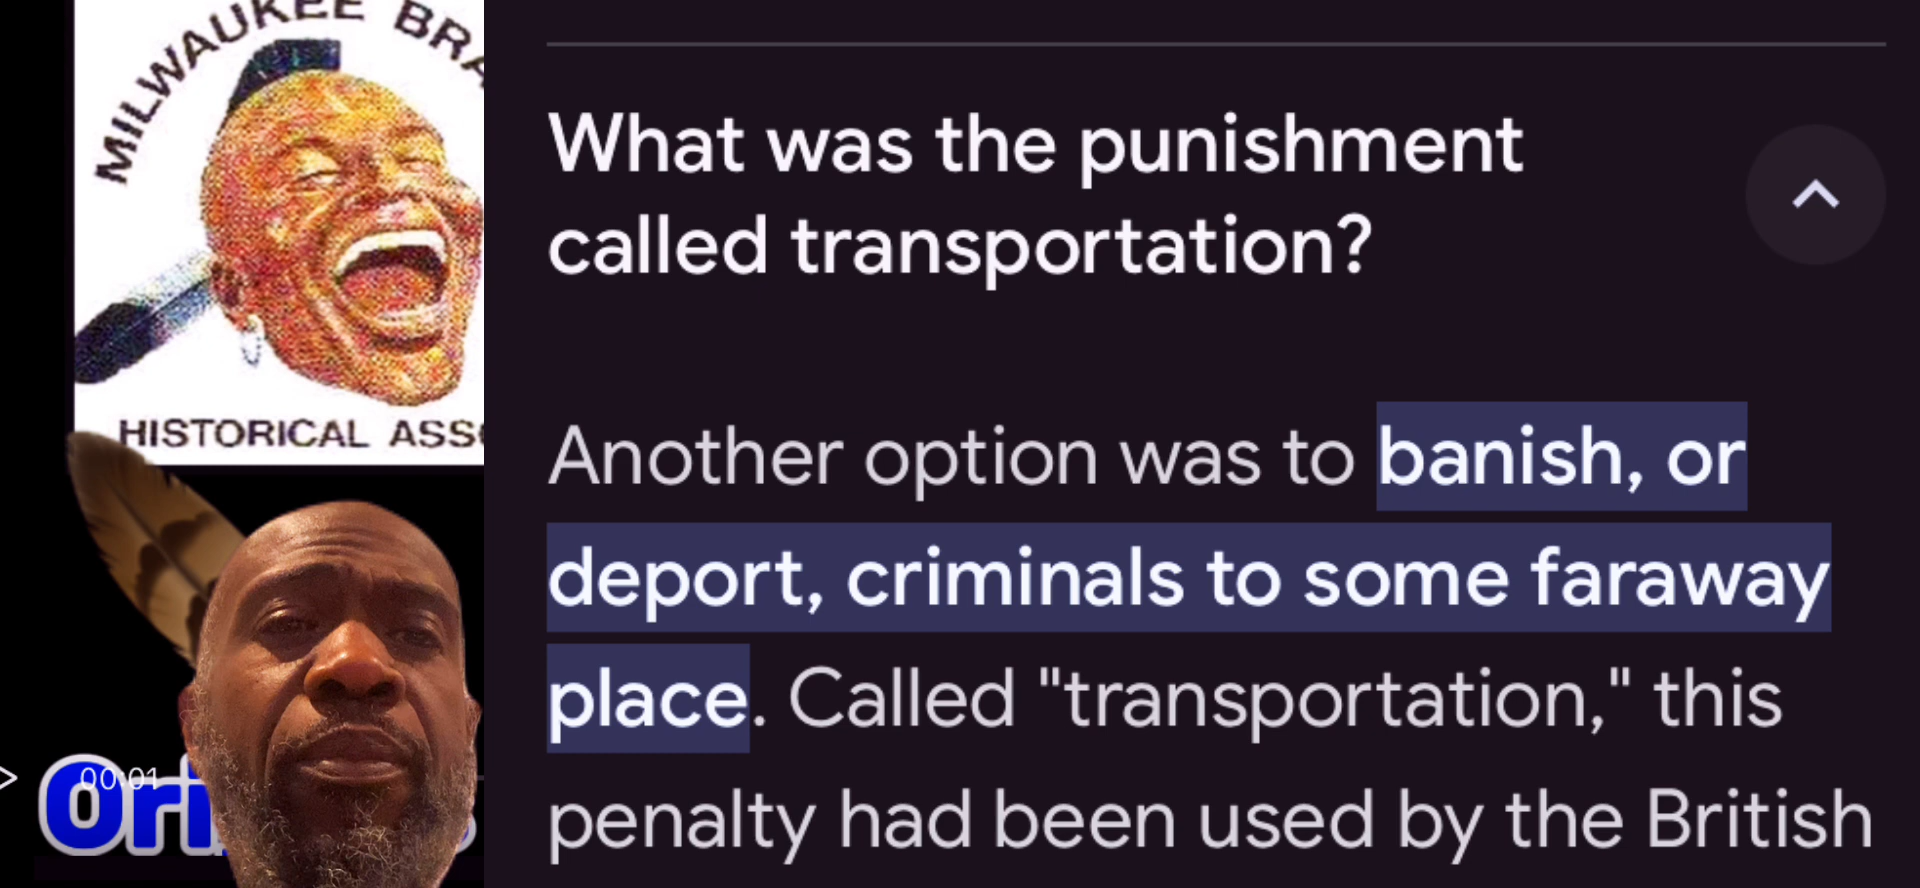 MILWAUKEE BRA
HISTORICAL ASS
00:01
Ori
What was the punishment
called transportation?
Another option was to banish, or
deport, criminals to some faraway
place. Called "transportation," this
penalty had been used by the British